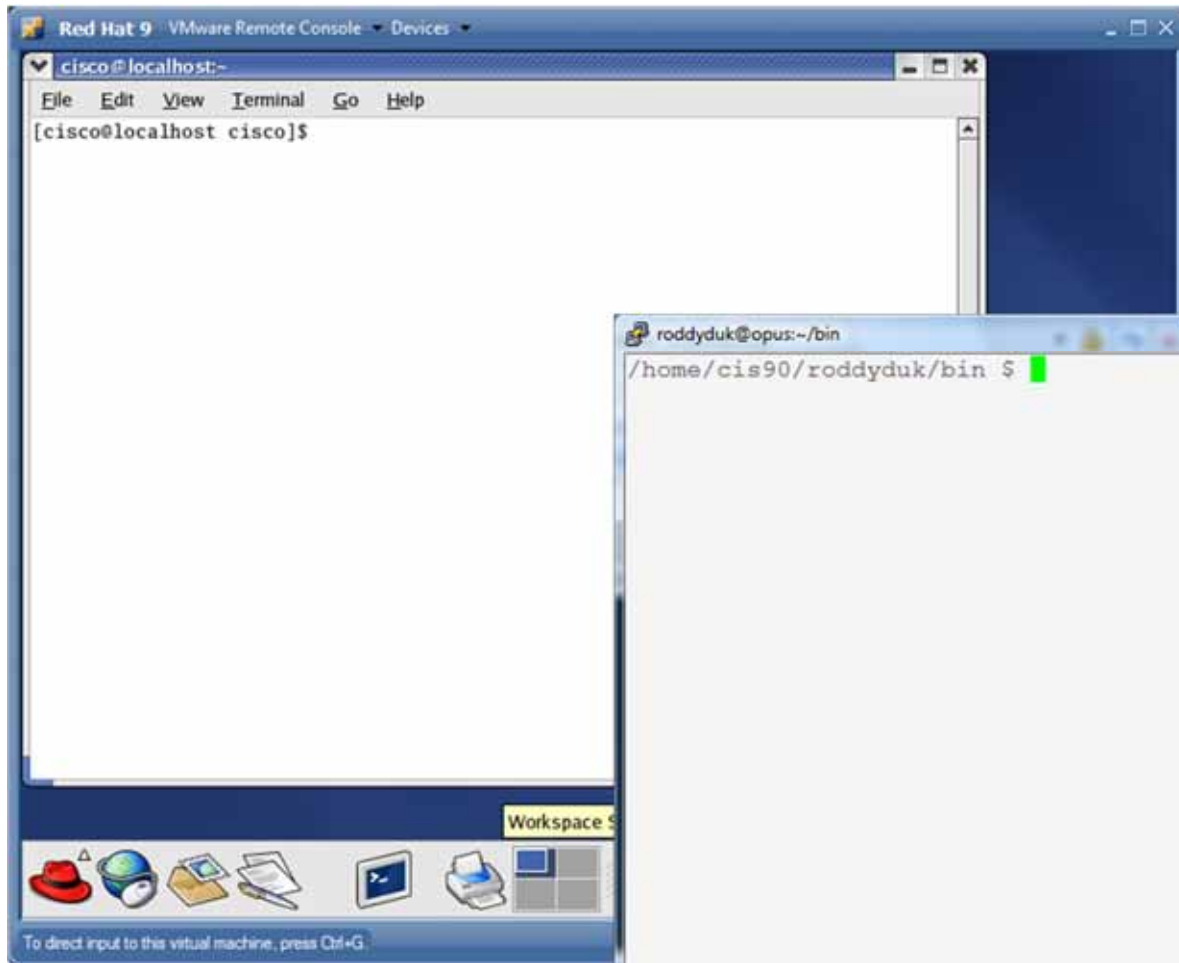 Red Hat 9 VMware Remote Console Devices
cisco@localhost:~
File Edit View Terminal Go Help
[cisco@localhost cisco]$
roddyduk@opus:~/bin
/home/cis90/roddyduk/bin $
Workspace S
To direct input to this virtual machine, press Ctrl+G.